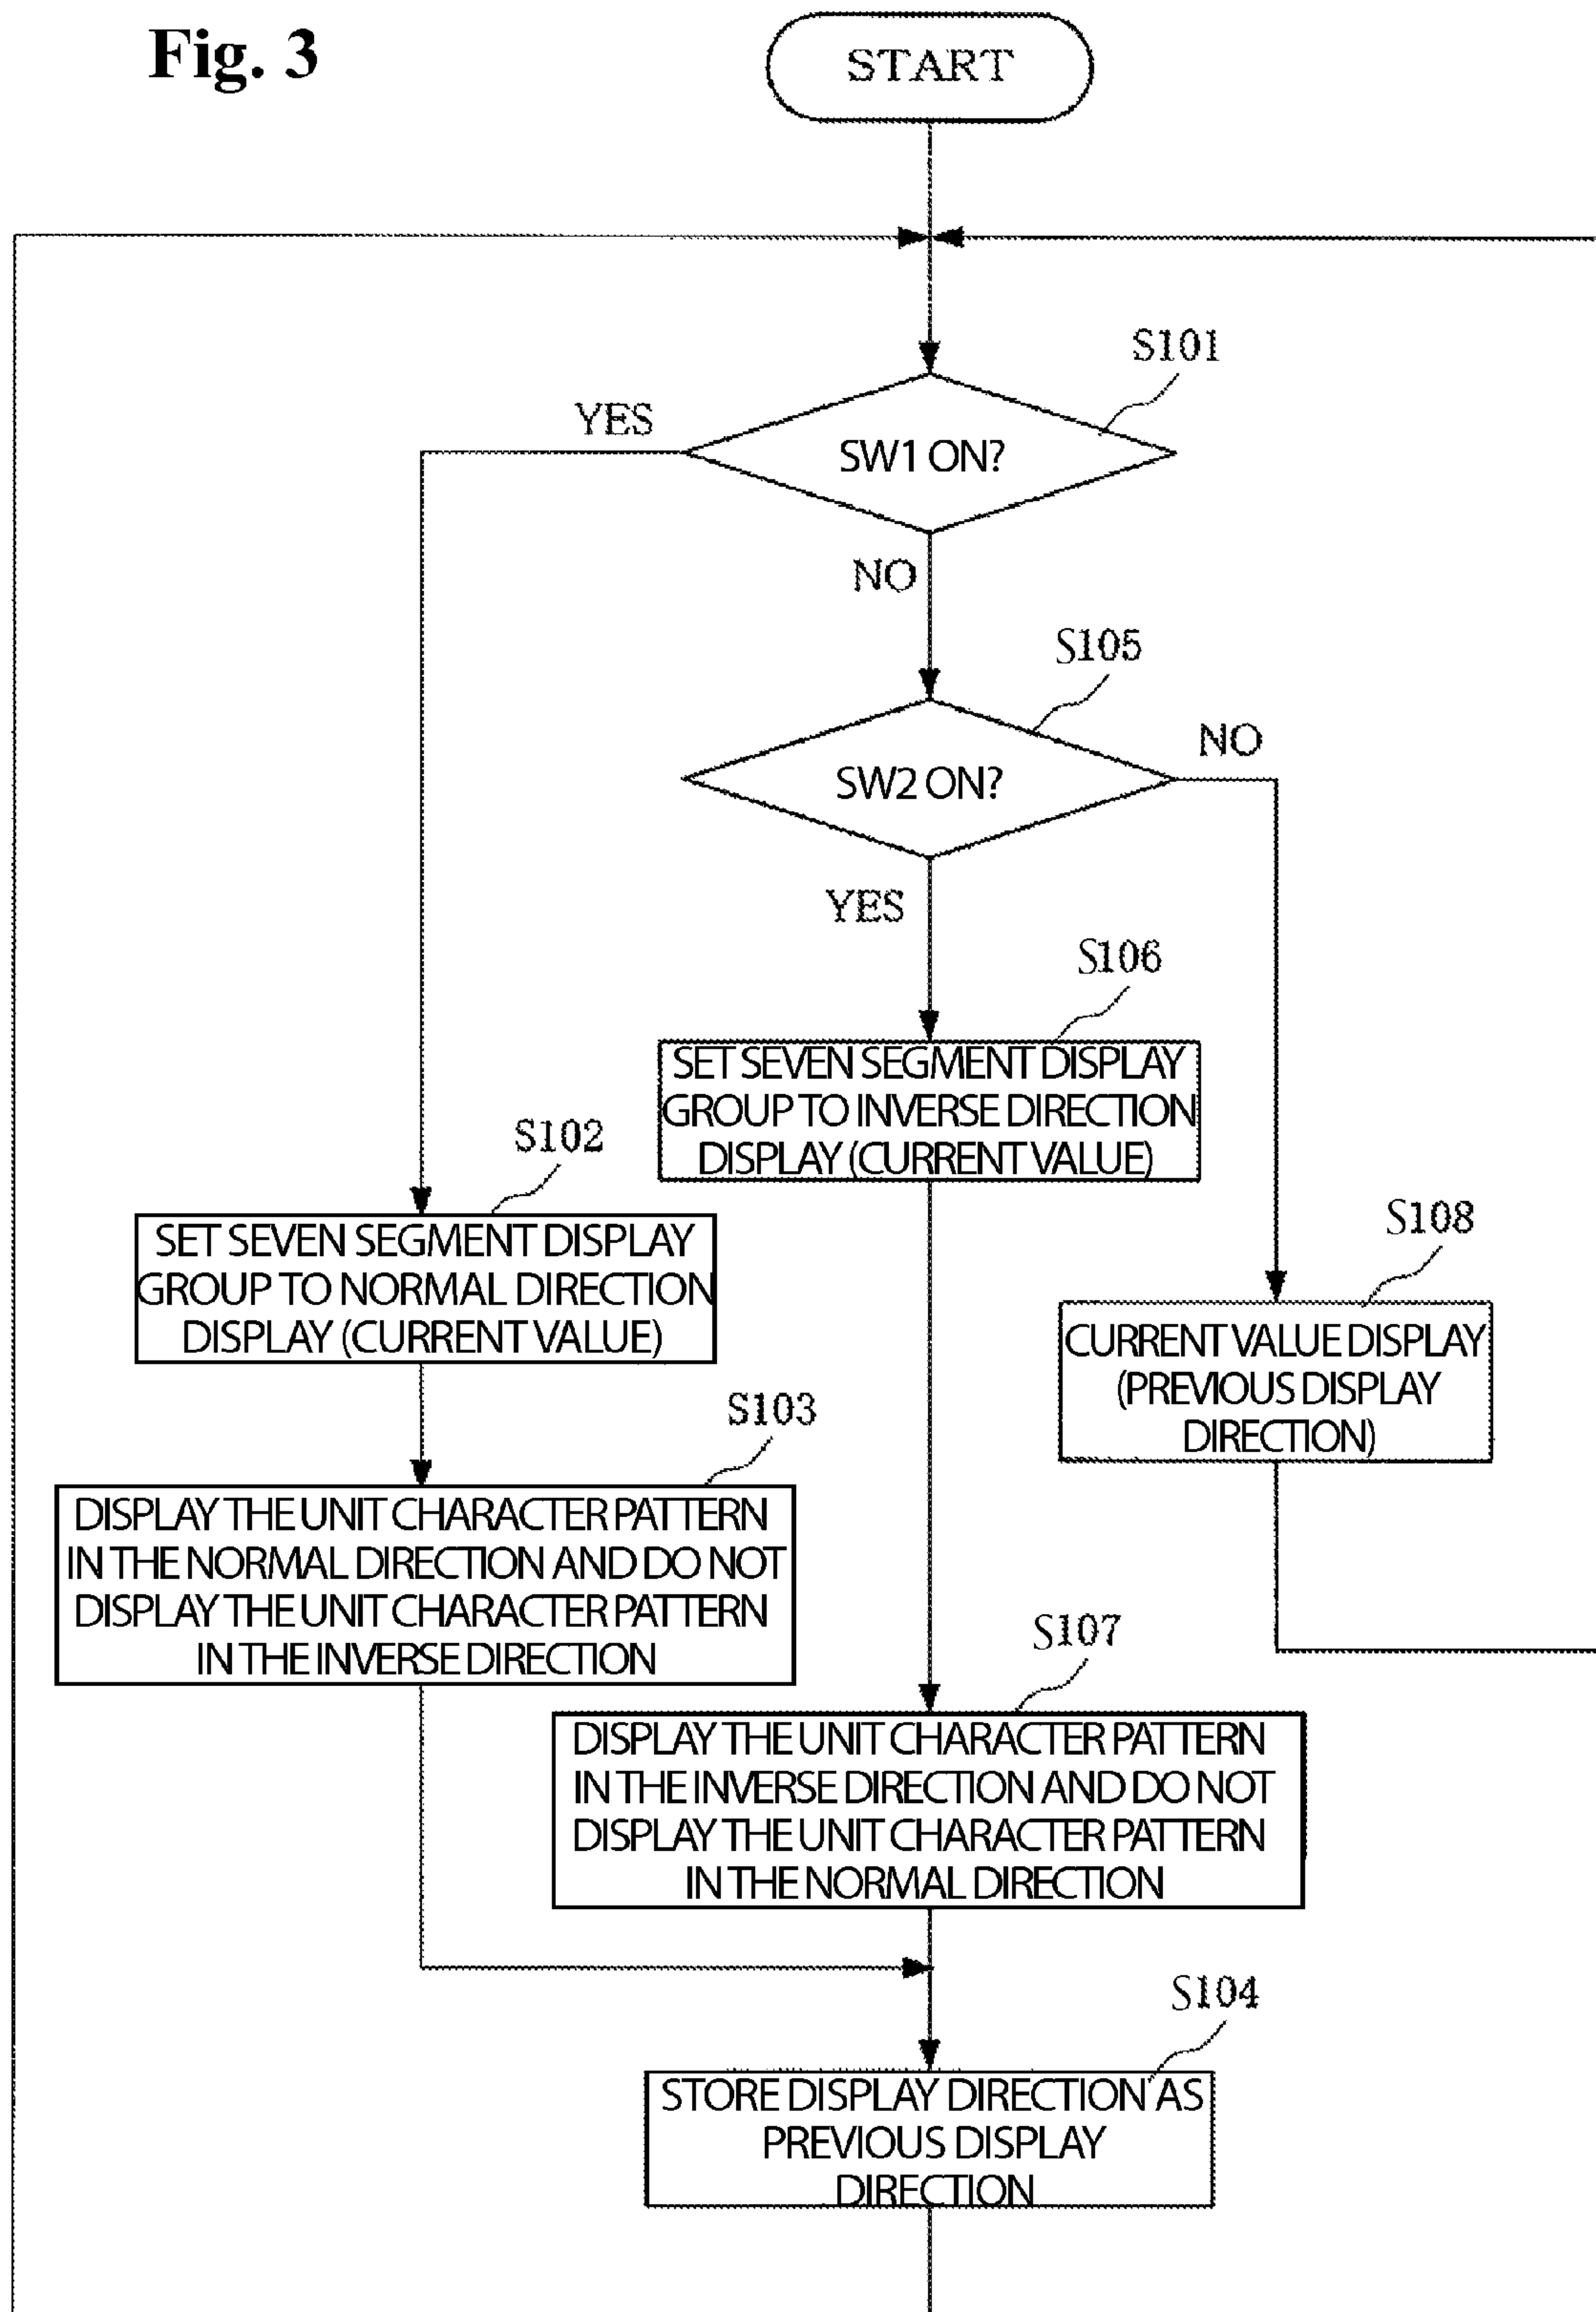 Fig. 3
START
S101
YES
SW1 ON?
NO
S105
NO
SW2 ON?
YES
S106
SET SEVEN SEGMENT DISPLAY
GROUP TO INVERSE DIRECTION
DISPLAY (CURRENT VALUE)
S102
SET SEVEN SEGMENT DISPLAY
GROUP TO NORMAL DIRECTION
DISPLAY (CURRENT VALUE)
S108
CURRENT VALUE DISPLAY
(PREVIOUS DISPLAY
DIRECTION)
S103
DISPLAY THE UNIT CHARACTER PATTERN
IN THE NORMAL DIRECTION AND DO NOT
DISPLAY THE UNIT CHARACTER PATTERN
IN THE INVERSE DIRECTION
S107
DISPLAY THE UNIT CHARACTER PATTERN
IN THE INVERSE DIRECTION AND DO NOT
DISPLAY THE UNIT CHARACTER PATTERN
IN THE NORMAL DIRECTION
S104
STORE DISPLAY DIRECTION AS
PREVIOUS DISPLAY
DIRECTION